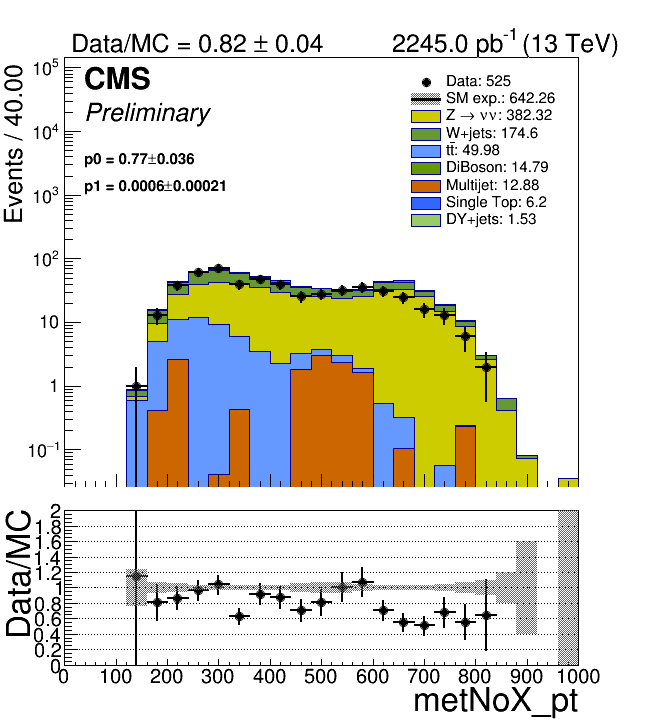 Data/MC = 0.82 ± 0.04 2245.0 pb⁻¹ (13 TeV)
CMS
Preliminary
p0 = 0.77±0.036
p1 = 0.0006±0.00021
Data: 525
SM exp.: 642.26
Z → νν: 382.32
W+jets: 174.6
tt̄: 49.98
DiBoson: 14.79
Multijet: 12.88
Single Top: 6.2
DY+jets: 1.53
Events / 40.00
10⁵
10⁴
10³
10²
10
1
10⁻¹
Data/MC
2
1.8
1.6
1.4
1.2
1
0.8
0.6
0.4
0.2
0
0 100 200 300 400 500 600 700 800 900 1000
metNoX_pt